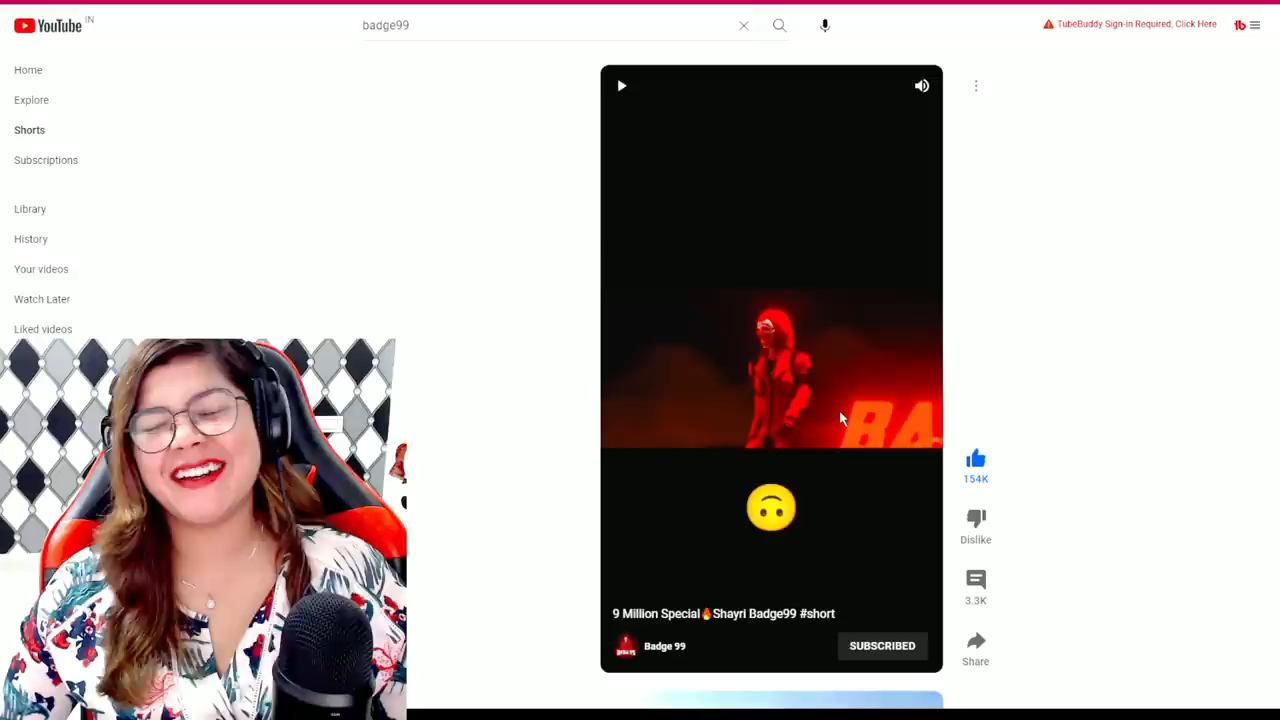 YouTube IN
badge99
TubeBuddy Sign-in Required, Click Here
tb
Home
Explore
Shorts
Subscriptions
Library
History
Your videos
Watch Later
Liked videos
BA
154K
Dislike
3.3K
Share
9 Million Special🔥Shayri Badge99 #short
Badge 99
SUBSCRIBED